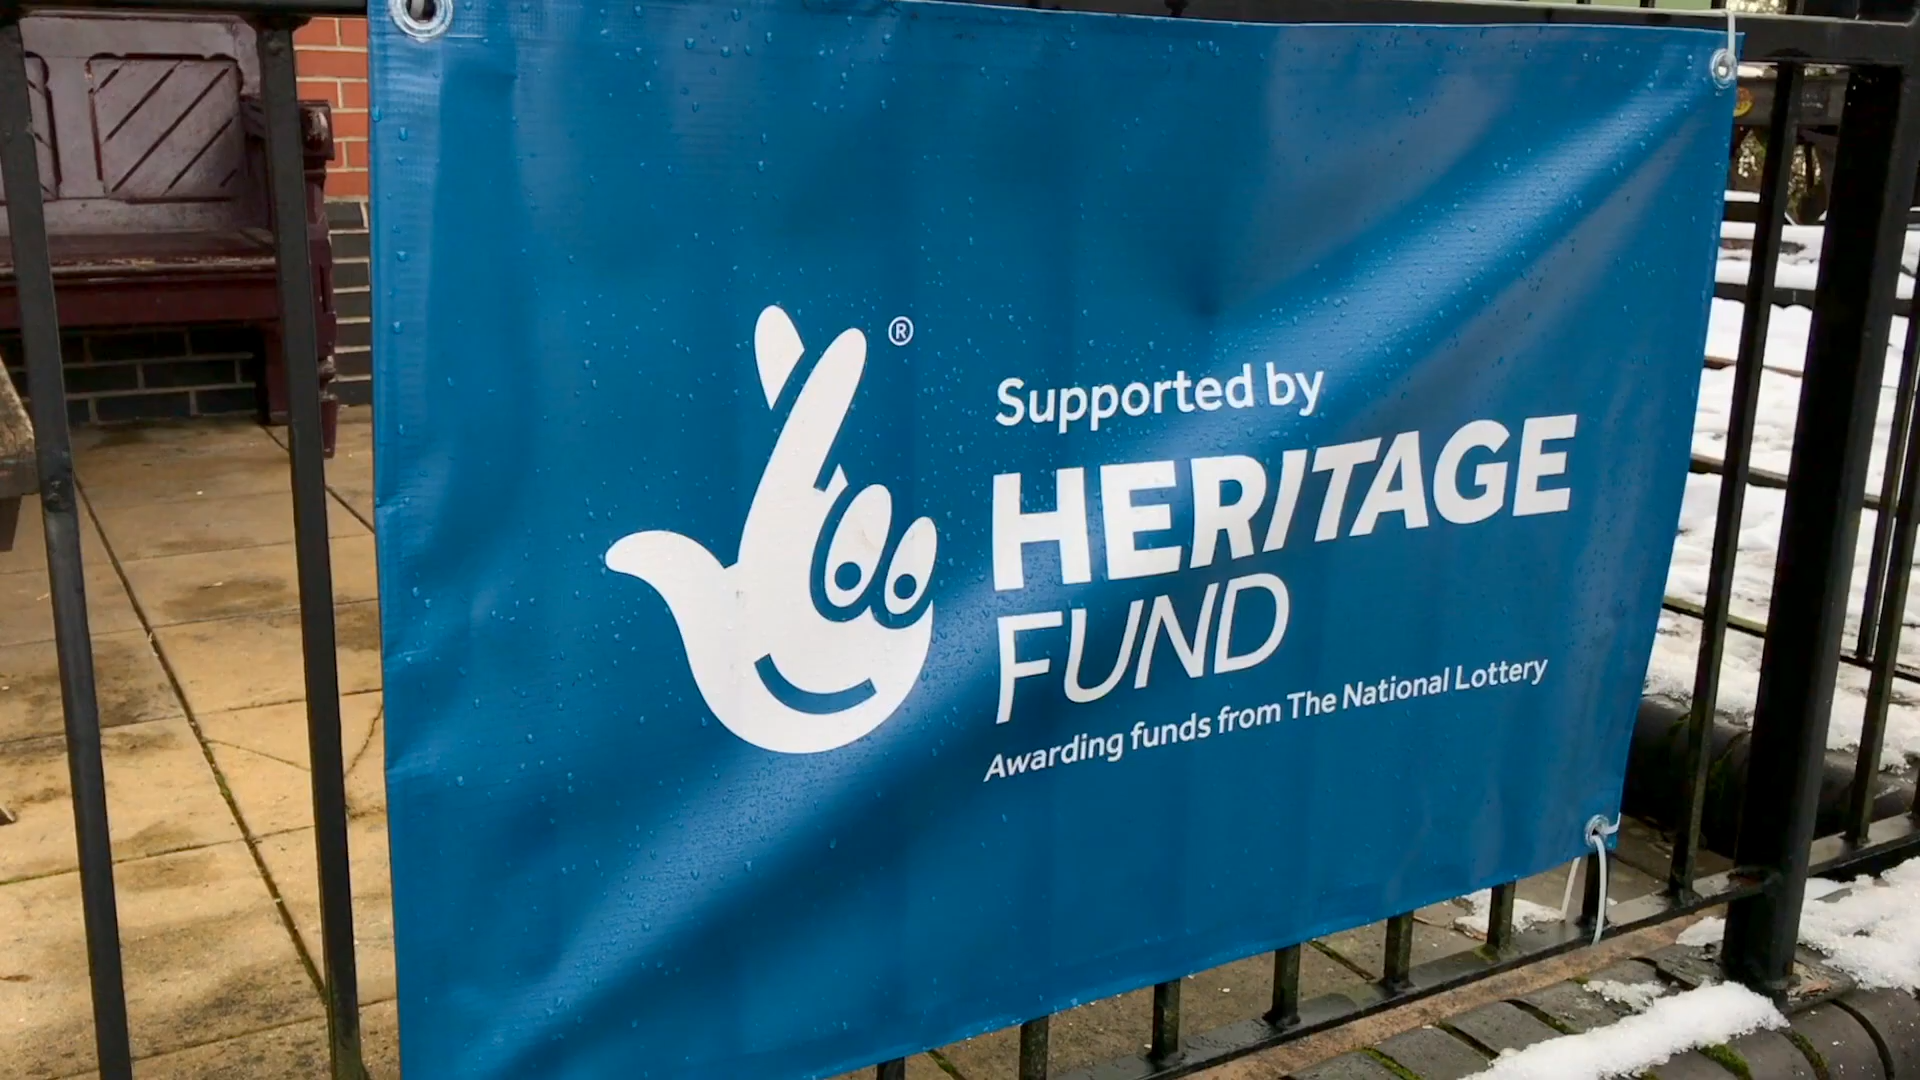 ®
Supported by
HERITAGE
FUND
Awarding funds from The National Lottery